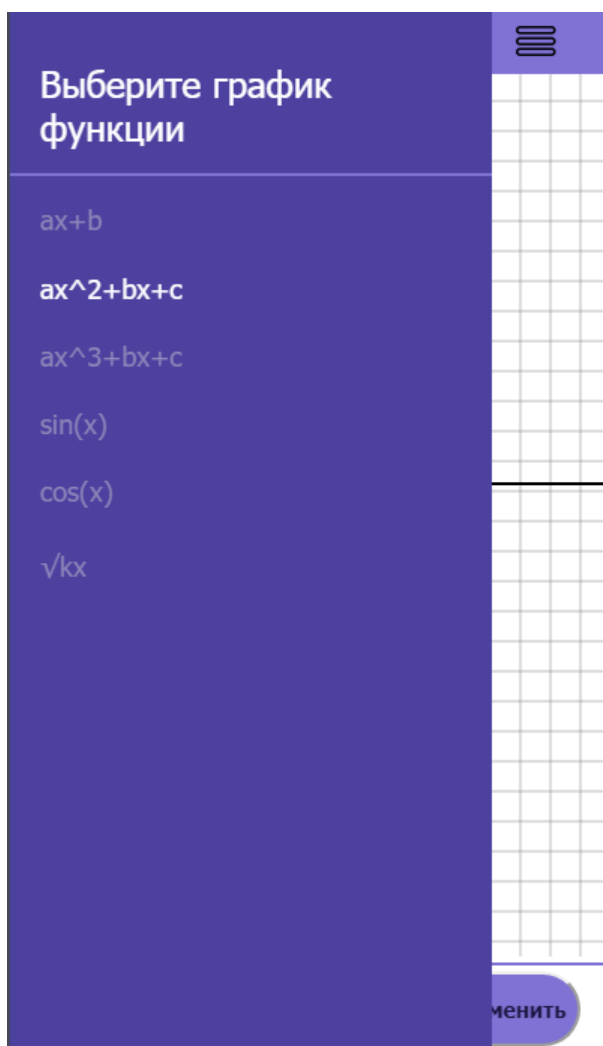 Выберите график
функции
ax+b
ax^2+bx+c
ax^3+bx+c
sin(x)
cos(x)
√kx
менить